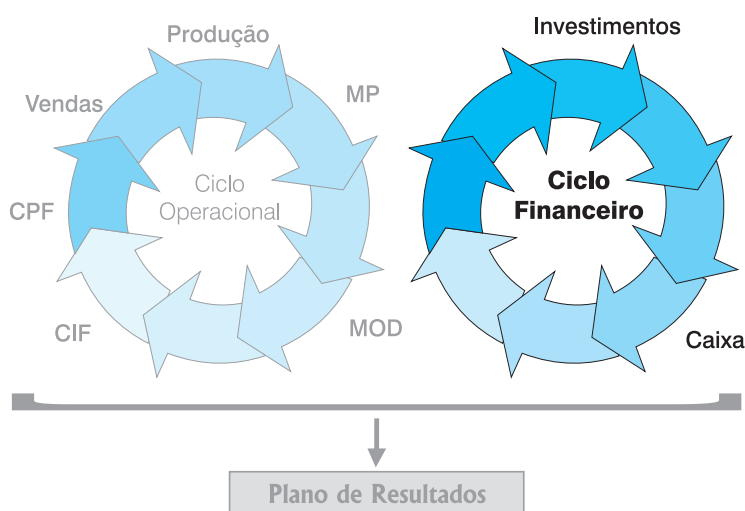 Produção
Vendas
MP
Ciclo
Operacional
CPF
CIF
MOD
Investimentos
Ciclo
Financeiro
Caixa
Plano de Resultados